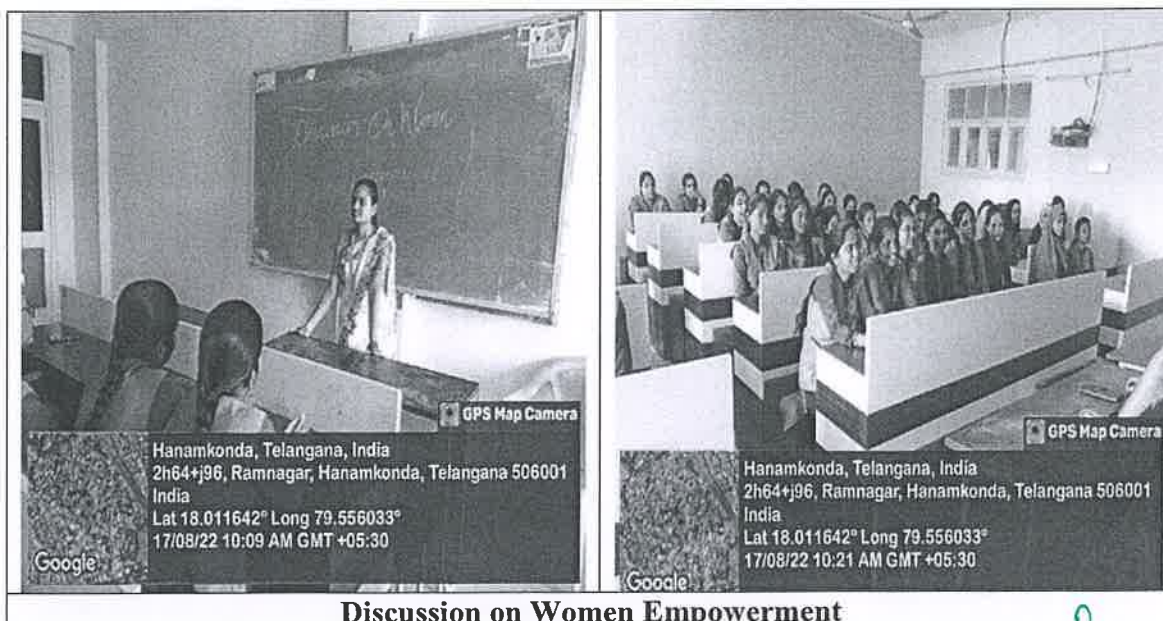 GPS Map Camera
Hanamkonda, Telangana, India
2h64+j96, Ramnagar, Hanamkonda, Telangana 506001
India
Lat 18.011642° Long 79.556033°
17/08/22 10:09 AM GMT +05:30
Google
GPS Map Camera
Hanamkonda, Telangana, India
2h64+j96, Ramnagar, Hanamkonda, Telangana 506001
India
Lat 18.011642° Long 79.556033°
17/08/22 10:21 AM GMT +05:30
Google
Discussion on Women Empowerment